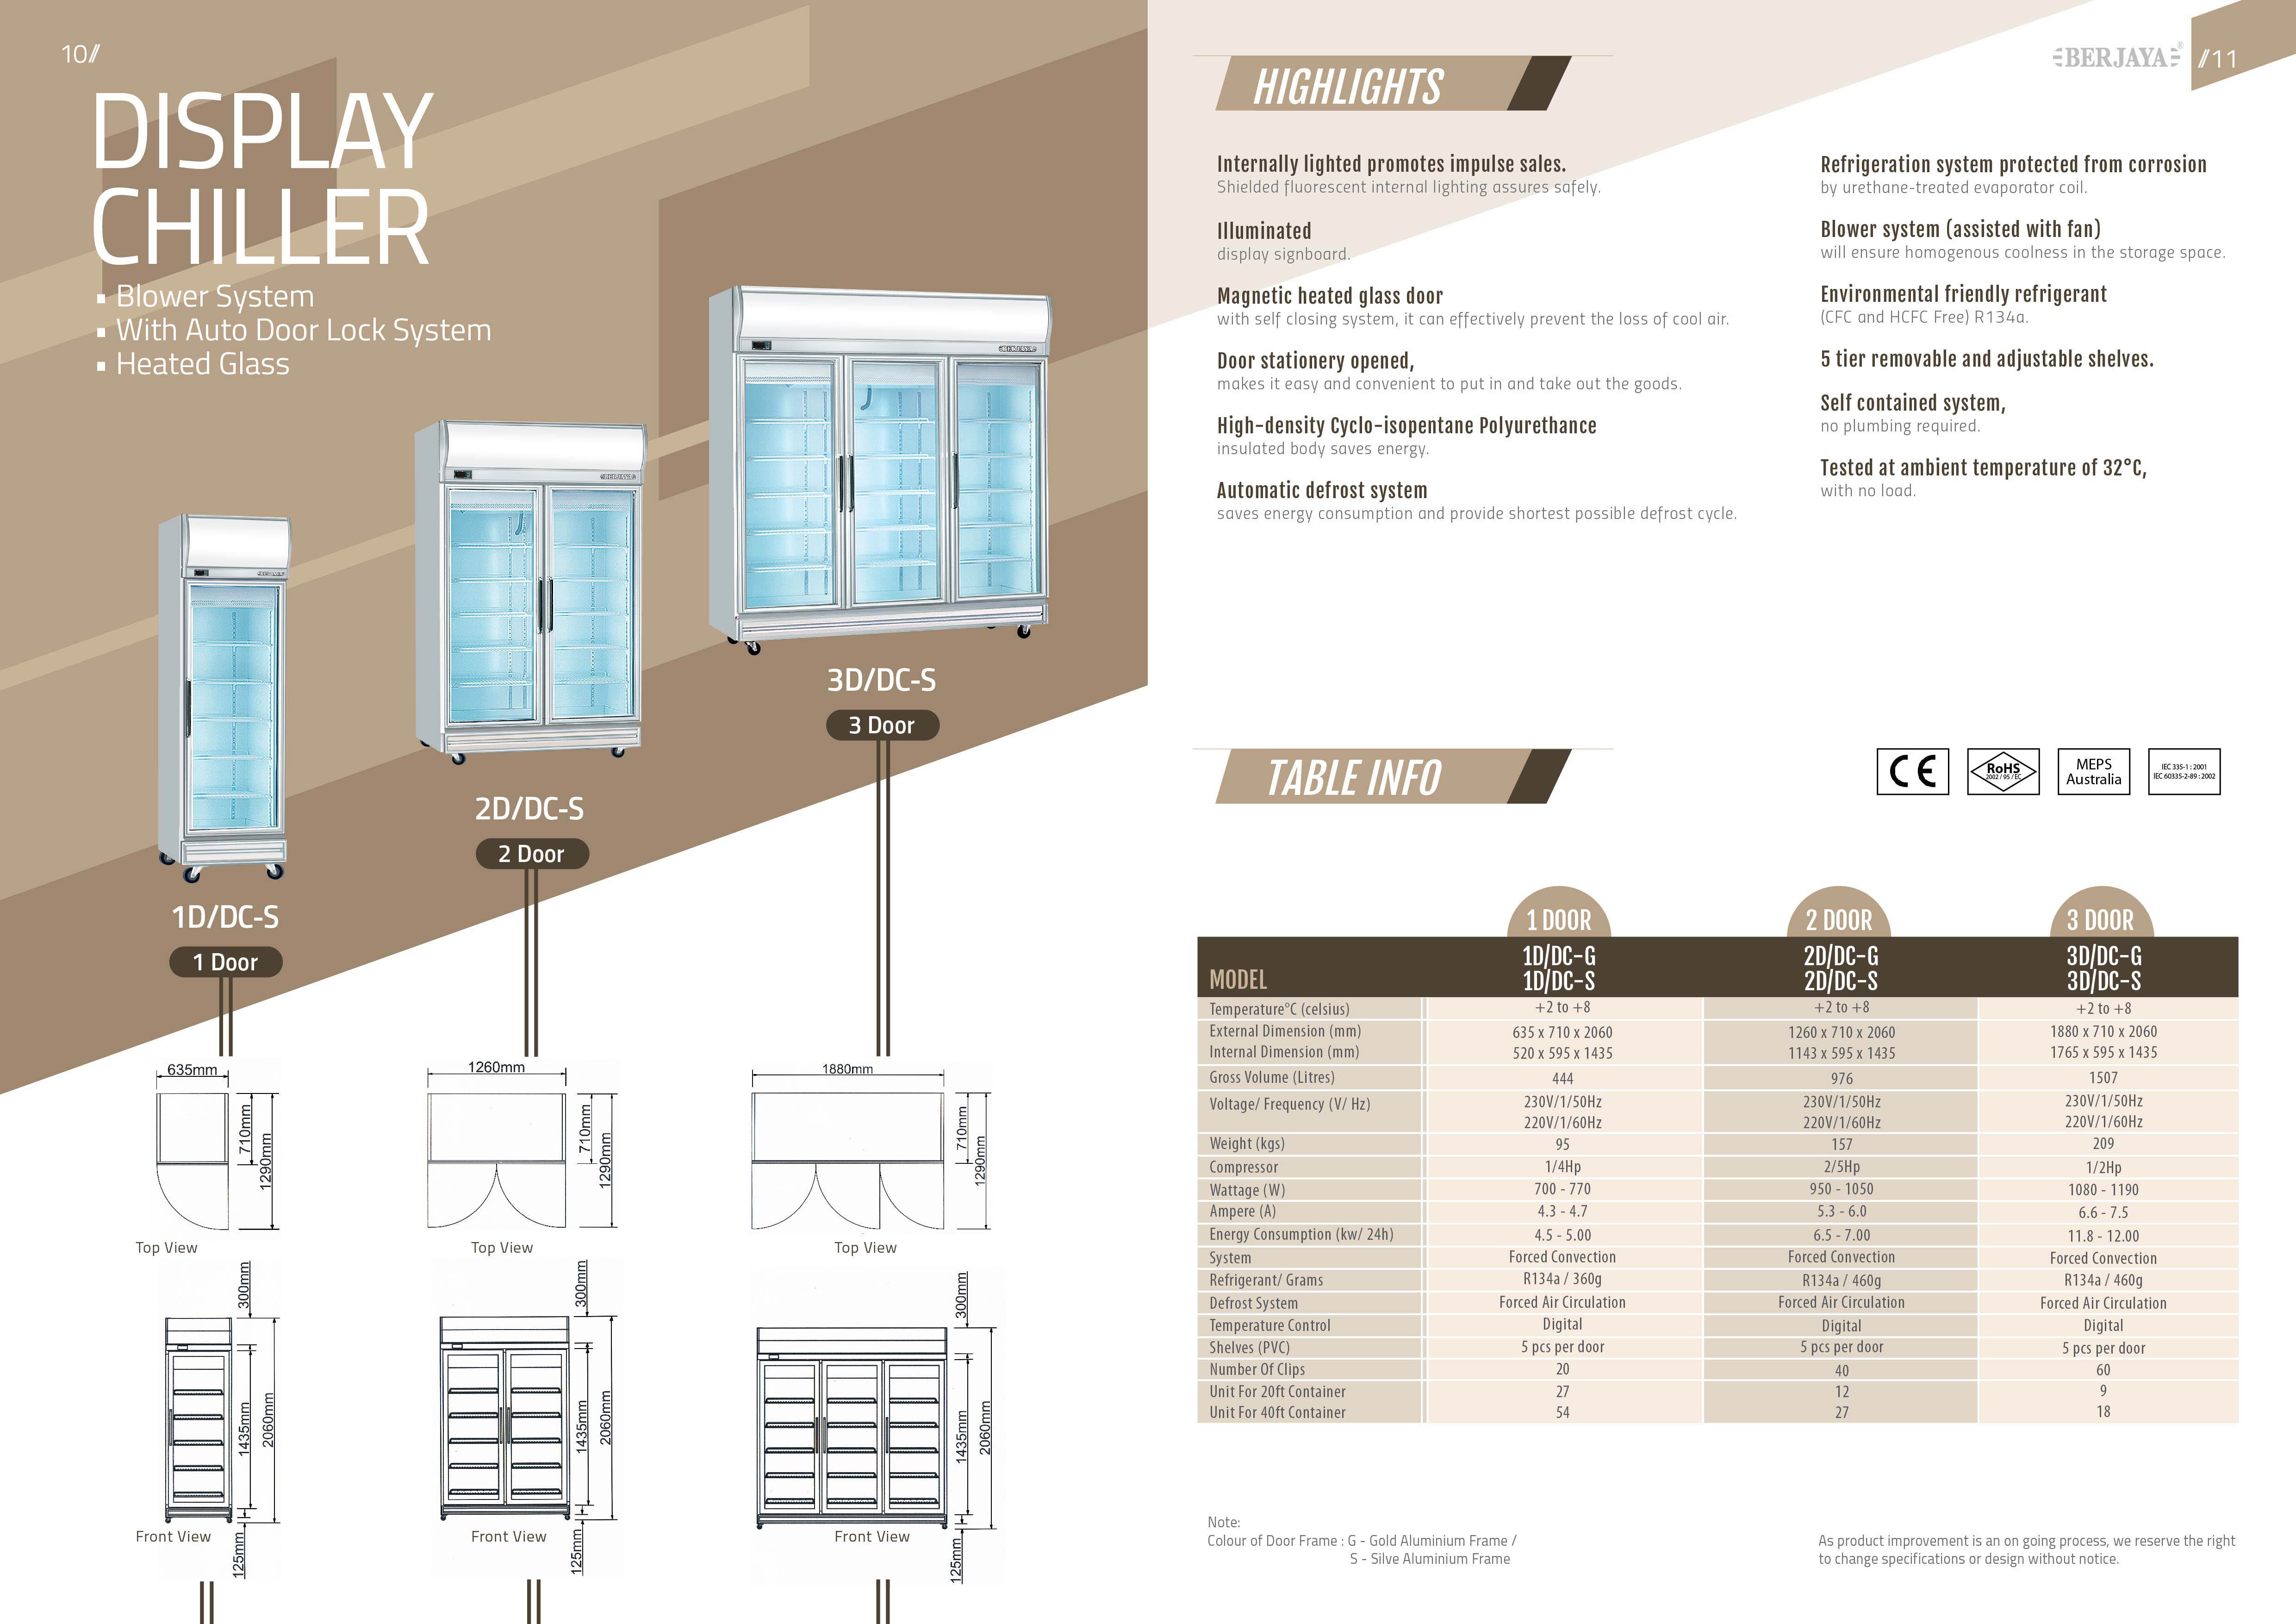 10//
DISPLAY
CHILLER
▪ Blower System
▪ With Auto Door Lock System
▪ Heated Glass
BERJAYA
BERJAYA
BERJAYA
3D/DC-S
3 Door
2D/DC-S
2 Door
1D/DC-S
1 Door
635mm
710mm
1290mm
Top View
1260mm
710mm
1290mm
Top View
1880mm
710mm
1290mm
Top View
300mm
1435mm
2060mm
125mm
Front View
300mm
1435mm
2060mm
125mm
Front View
300mm
1435mm
2060mm
125mm
Front View
BERJAYA®
//11
HIGHLIGHTS
Internally lighted promotes impulse sales.
Shielded fluorescent internal lighting assures safely.
Illuminated
display signboard.
Magnetic heated glass door
with self closing system, it can effectively prevent the loss of cool air.
Door stationery opened,
makes it easy and convenient to put in and take out the goods.
High-density Cyclo-isopentane Polyurethance
insulated body saves energy.
Automatic defrost system
saves energy consumption and provide shortest possible defrost cycle.
Refrigeration system protected from corrosion
by urethane-treated evaporator coil.
Blower system (assisted with fan)
will ensure homogenous coolness in the storage space.
Environmental friendly refrigerant
(CFC and HCFC Free) R134a.
5 tier removable and adjustable shelves.
Self contained system,
no plumbing required.
Tested at ambient temperature of 32°C,
with no load.
TABLE INFO
CE
RoHS
2002 / 95 / EC
MEPS
Australia
IEC 335-1 : 2001
IEC 60335-2-89 : 2002
1 DOOR 2 DOOR 3 DOOR
1D/DC-G 2D/DC-G 3D/DC-G
MODEL 1D/DC-S 2D/DC-S 3D/DC-S
Temperature°C (celsius) +2 to +8 +2 to +8 +2 to +8
External Dimension (mm) 635 x 710 x 2060 1260 x 710 x 2060 1880 x 710 x 2060
Internal Dimension (mm) 520 x 595 x 1435 1143 x 595 x 1435 1765 x 595 x 1435
Gross Volume (Litres) 444 976 1507
Voltage/ Frequency (V/ Hz) 230V/1/50Hz 230V/1/50Hz 230V/1/50Hz
220V/1/60Hz 220V/1/60Hz 220V/1/60Hz
Weight (kgs) 95 157 209
Compressor 1/4Hp 2/5Hp 1/2Hp
Wattage (W) 700 - 770 950 - 1050 1080 - 1190
Ampere (A) 4.3 - 4.7 5.3 - 6.0 6.6 - 7.5
Energy Consumption (kw/ 24h) 4.5 - 5.00 6.5 - 7.00 11.8 - 12.00
System Forced Convection Forced Convection Forced Convection
Refrigerant/ Grams R134a / 360g R134a / 460g R134a / 460g
Defrost System Forced Air Circulation Forced Air Circulation Forced Air Circulation
Temperature Control Digital Digital Digital
Shelves (PVC) 5 pcs per door 5 pcs per door 5 pcs per door
Number Of Clips 20 40 60
Unit For 20ft Container 27 12 9
Unit For 40ft Container 54 27 18
Note:
Colour of Door Frame : G - Gold Aluminium Frame /
S - Silve Aluminium Frame
As product improvement is an on going process, we reserve the right
to change specifications or design without notice.